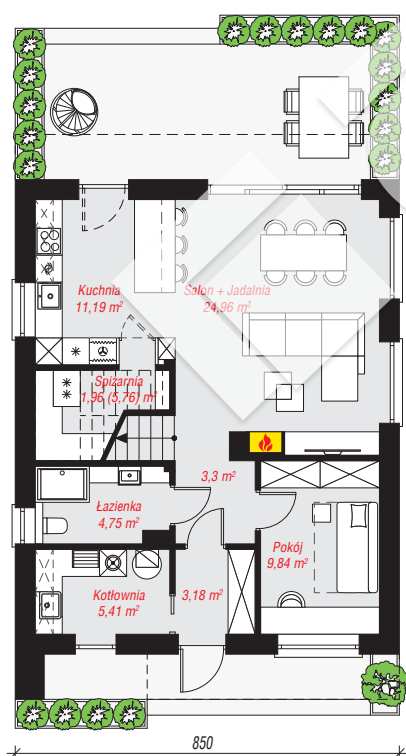 Kuchnia
11,19 m²
Salon + Jadalnia
24,96 m²
Spiżarnia
1,96 (5,76) m²
3,3 m²
Łazienka
4,75 m²
Pokój
9,84 m²
Kotłownia
5,41 m²
3,18 m²
850